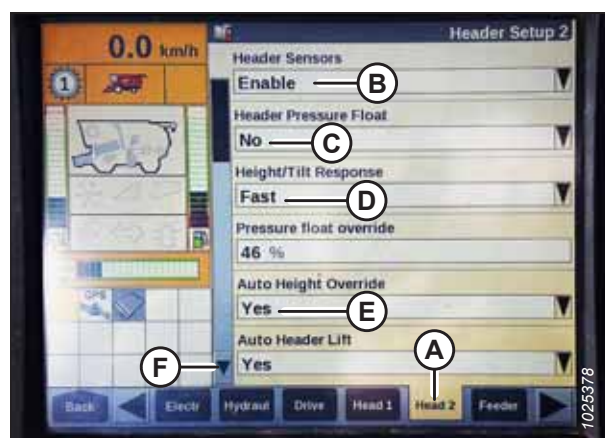 0.0 km/h
1
Header Setup 2
Header Sensors
Enable
B
Header Pressure Float
No
C
Height/Tilt Response
Fast
D
Pressure float override
46 %
Auto Height Override
Yes
E
Auto Header Lift
Yes
F
A
GPS
Back
Electr
Hydraul
Drive
Head 1
Head 2
Feeder
1025378